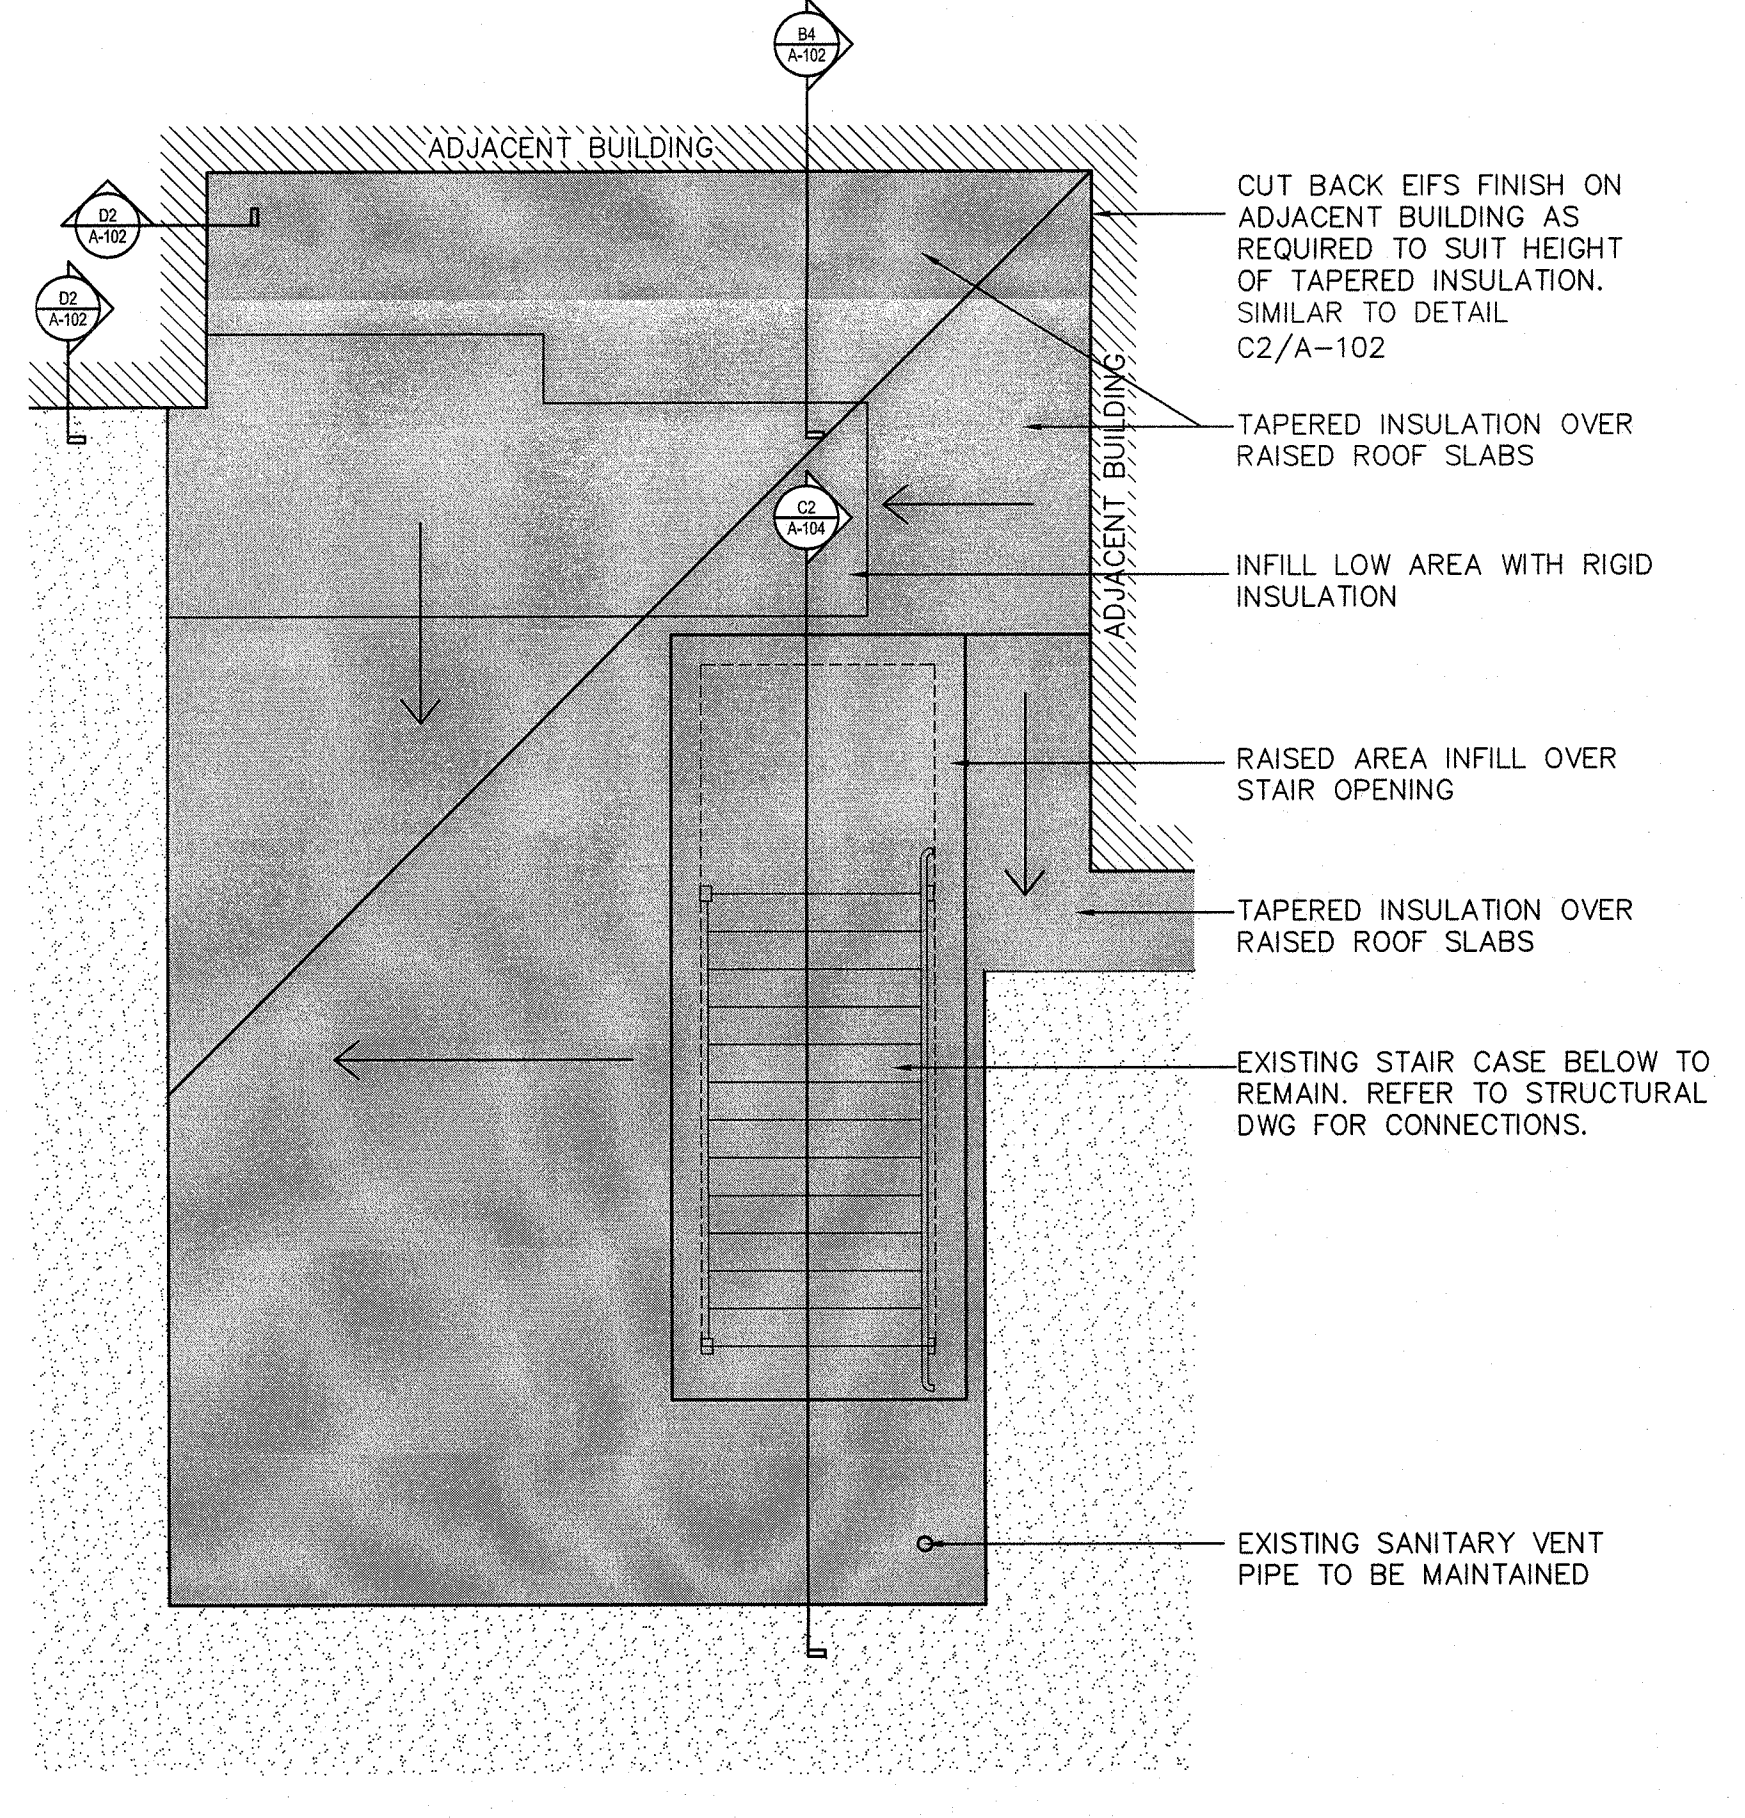 B4
A-102
ADJACENT BUILDING
D2
A-102
D2
A-102
CUT BACK EIFS FINISH ON
ADJACENT BUILDING AS
REQUIRED TO SUIT HEIGHT
OF TAPERED INSULATION.
SIMILAR TO DETAIL
C2/A-102
ADJACENT BUILDING
TAPERED INSULATION OVER
RAISED ROOF SLABS
C2
A-104
INFILL LOW AREA WITH RIGID
INSULATION
RAISED AREA INFILL OVER
STAIR OPENING
TAPERED INSULATION OVER
RAISED ROOF SLABS
EXISTING STAIR CASE BELOW TO
REMAIN. REFER TO STRUCTURAL
DWG FOR CONNECTIONS.
EXISTING SANITARY VENT
PIPE TO BE MAINTAINED